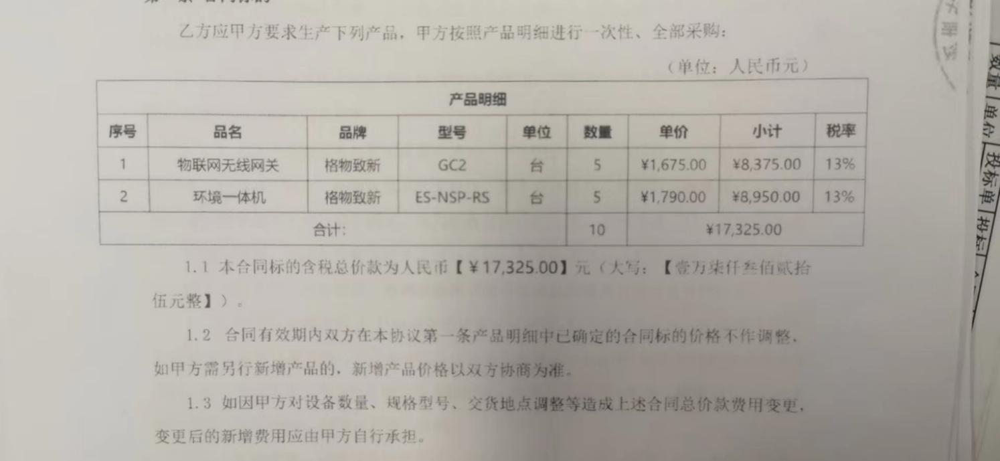 乙方应甲方要求生产下列产品，甲方按照产品明细进行一次性、全部采购：
（单位：人民币元）
产品明细
序号 品名 品牌 型号 单位 数量 单价 小计 税率
1 物联网无线网关 格物致新 GC2 台 5 ¥1,675.00 ¥8,375.00 13%
2 环境一体机 格物致新 ES-NSP-RS 台 5 ¥1,790.00 ¥8,950.00 13%
合计： 10 ¥17,325.00
1.1 本合同标的含税总价款为人民币【￥17,325.00】元（大写：【壹万柒仟叁佰贰拾
伍元整】）。
1.2 合同有效期内双方在本协议第一条产品明细中已确定的合同标的价格不作调整，
如甲方需另行新增产品的，新增产品价格以双方协商为准。
1.3 如因甲方对设备数量、规格型号、交货地点调整等造成上述合同总价款费用变更，
变更后的新增费用应由甲方自行承担。
数量 单位 投标单 投标